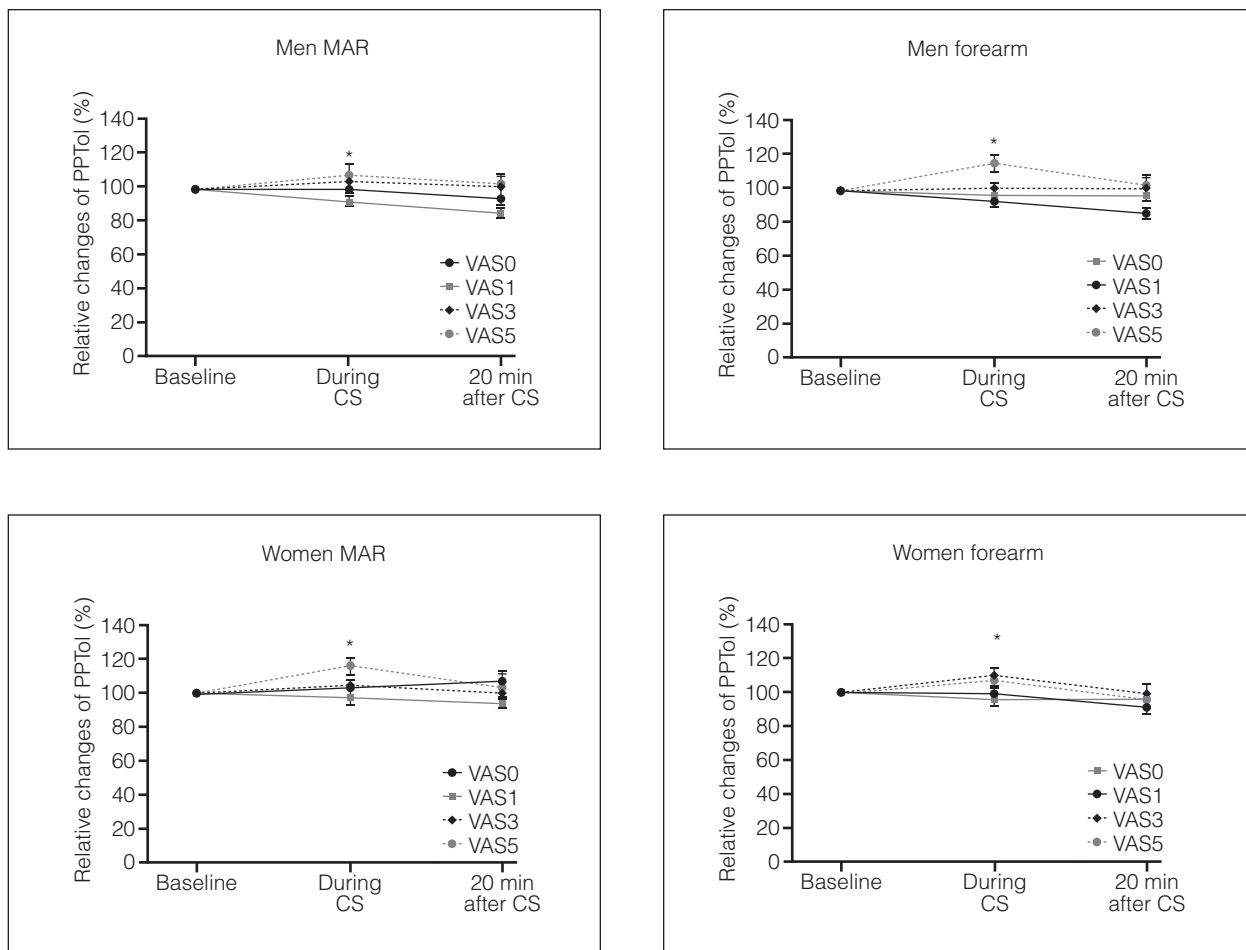 Men MAR
Relative changes of PPTol (%)
140
120
100
80
60
40
20
0
*
VAS0
VAS1
VAS3
VAS5
Baseline
During
CS
20 min
after CS
Men forearm
Relative changes of PPTol (%)
140
120
100
80
60
40
20
0
*
VAS0
VAS1
VAS3
VAS5
Baseline
During
CS
20 min
after CS
Women MAR
Relative changes of PPTol (%)
140
120
100
80
60
40
20
0
*
VAS0
VAS1
VAS3
VAS5
Baseline
During
CS
20 min
after CS
Women forearm
Relative changes of PPTol (%)
140
120
100
80
60
40
20
0
*
VAS0
VAS1
VAS3
VAS5
Baseline
During
CS
20 min
after CS